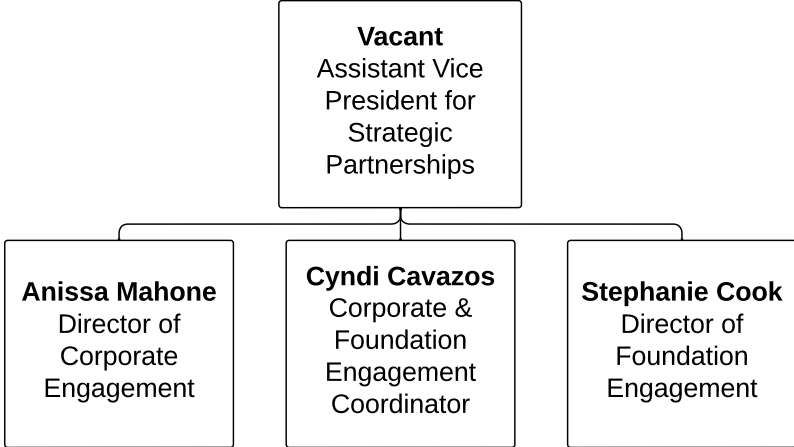 Vacant
Assistant Vice
President for
Strategic
Partnerships
Anissa Mahone
Director of
Corporate
Engagement
Cyndi Cavazos
Corporate &
Foundation
Engagement
Coordinator
Stephanie Cook
Director of
Foundation
Engagement